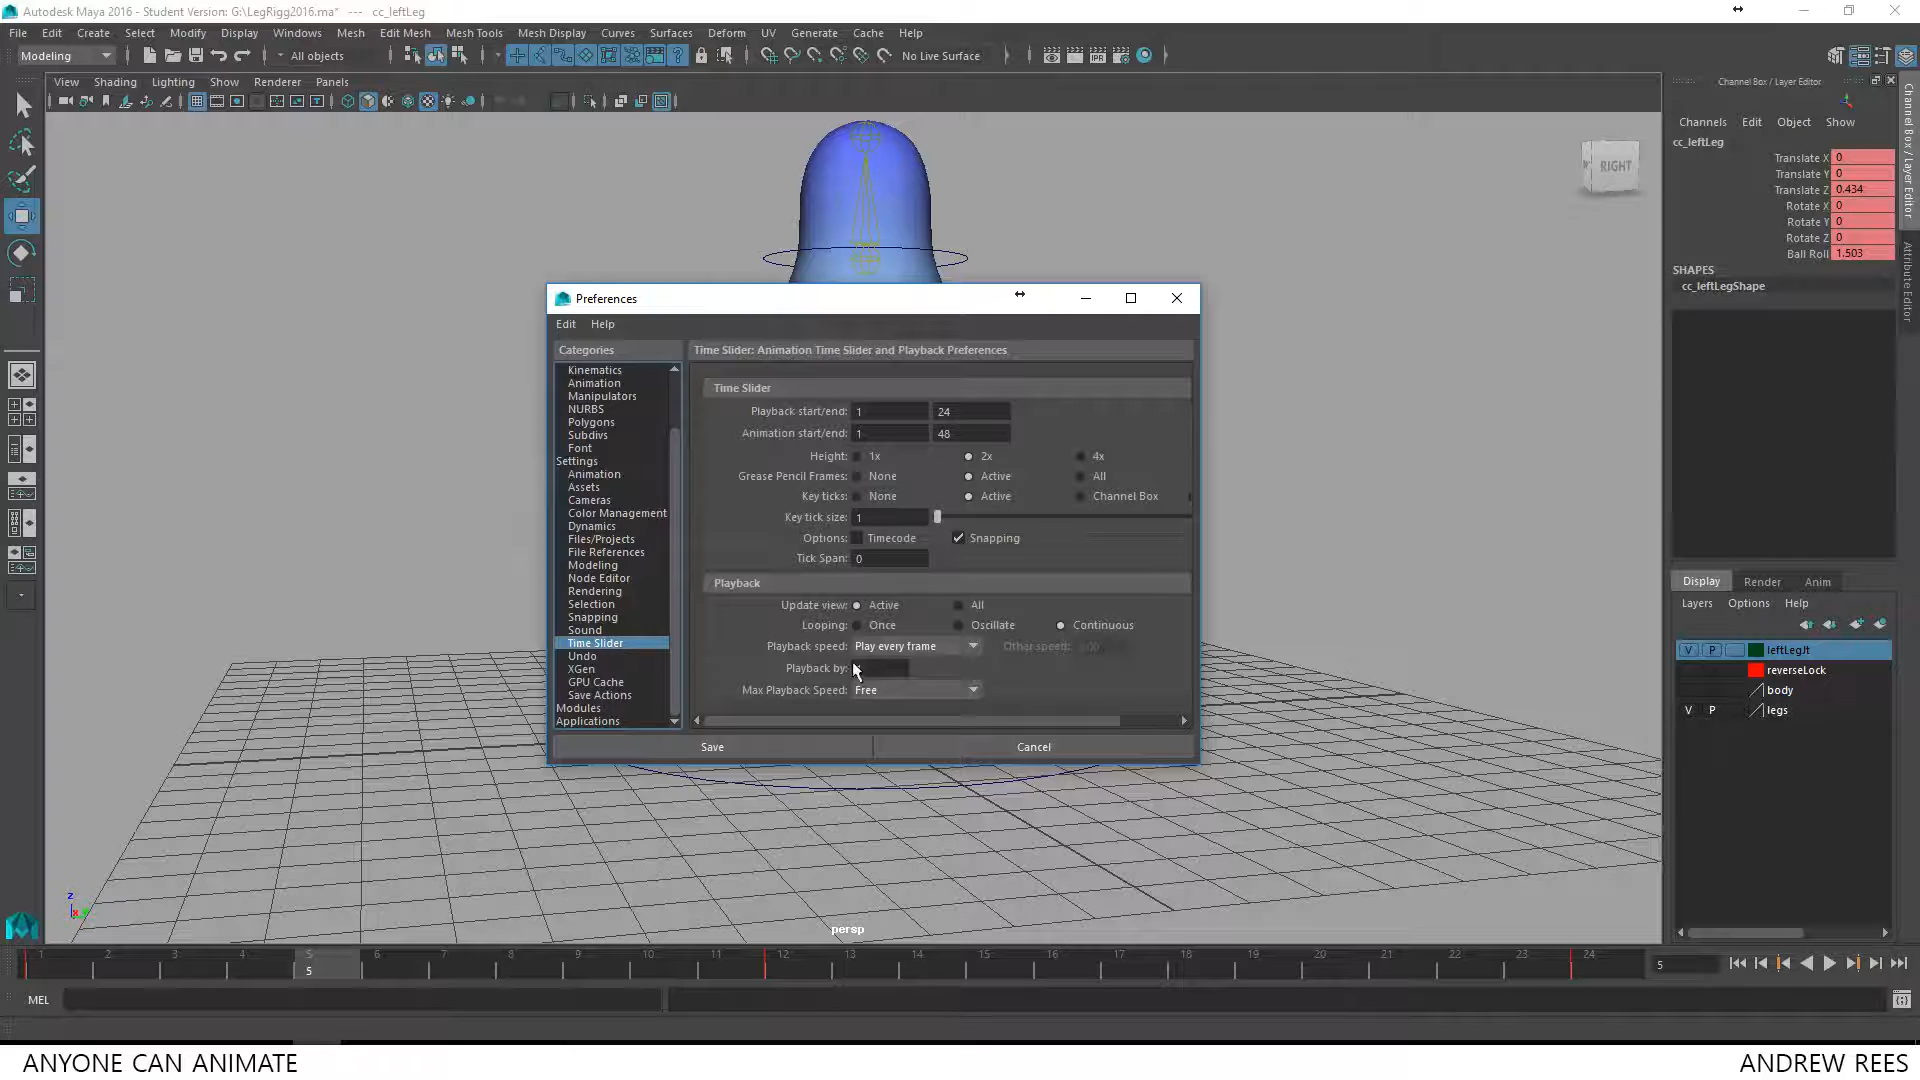 Autodesk Maya 2016 - Student Version: G:\LegRigg2016.ma* --- cc_leftLeg
File Edit Create Select Modify Display Windows Mesh Edit Mesh Mesh Tools Mesh Display Curves Surfaces Deform UV Generate Cache Help
Modeling All objects No Live Surface
View Shading Lighting Show Renderer Panels
Channel Box / Layer Editor
Channels Edit Object Show
cc_leftLeg
Translate X 0
Translate Y 0
Translate Z 0.434
Rotate X 0
Rotate Y 0
Rotate Z 0
Ball Roll 1.503
SHAPES
cc_leftLegShape
Channel Box / Layer Editor
Attribute Editor
RIGHT
Preferences
Edit Help
Categories
Kinematics
Animation
Manipulators
NURBS
Polygons
Subdivs
Font
Settings
Animation
Assets
Cameras
Color Management
Dynamics
Files/Projects
File References
Modeling
Node Editor
Rendering
Selection
Snapping
Sound
Time Slider
Undo
XGen
GPU Cache
Save Actions
Modules
Applications
Time Slider: Animation Time Slider and Playback Preferences
Time Slider
Playback start/end: 1 24
Animation start/end: 1 48
Height: 1x 2x 4x
Grease Pencil Frames: None Active All
Key ticks: None Active Channel Box
Key tick size: 1
Options: Timecode Snapping
Tick Span: 0
Playback
Update view: Active All
Looping: Once Oscillate Continuous
Playback speed: Play every frame Other speed:
Playback by:
Max Playback Speed: Free
Save Cancel
Display Render Anim
Layers Options Help
V P leftLegJt
reverseLock
body
V P legs
z
persp
1 2 3 4 5 6 7 8 9 10 11 12 13 14 15 16 17 18 19 20 21 22 23 24
5 5
MEL
ANYONE CAN ANIMATE
ANDREW REES